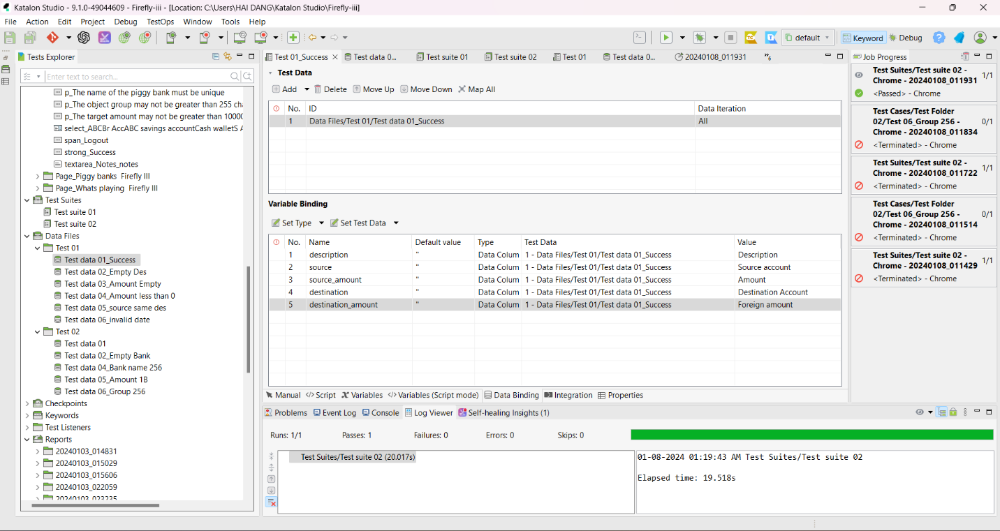 Katalon Studio - 9.1.0-49044609 - Firefly-iii - [Location: C:\Users\HAI DANG\Katalon Studio\Firefly-iii]
File Action Edit Project Debug TestOps Window Tools Help
default Keyword Debug
Tests Explorer
Enter text to search...
p_The name of the piggy bank must be unique
p_The object group may not be greater than 255 ch
p_The target amount may not be greater than 10000
select_ABCBr AccABC savings accountCash walletS A
span_Logout
strong_Success
textarea_Notes_notes
Page_Piggy banks Firefly III
Page_Whats playing Firefly III
Test Suites
Test suite 01
Test suite 02
Data Files
Test 01
Test data 01_Success
Test data 02_Empty Des
Test data 03_Amount Empty
Test data 04_Amount less than 0
Test data 05_source same des
Test data 06_invalid date
Test 02
Test data 01
Test data 02_Empty Bank
Test data 04_Bank name 256
Test data 05_Amount 1B
Test data 06_Group 256
Checkpoints
Keywords
Test Listeners
Reports
20240103_014831
20240103_015029
20240103_015606
20240103_022059
20240103_023235
Test 01_Success Test data 0... Test suite 01 Test suite 02 Test 01 Test data 0... 20240108_011931 »6
Test Data
Add Delete Move Up Move Down Map All
No. ID Data Iteration
1 Data Files/Test 01/Test data 01_Success All
Variable Binding
Set Type Set Test Data
No. Name Default value Type Test Data Value
1 description '' Data Colum 1 - Data Files/Test 01/Test data 01_Success Description
2 source '' Data Colum 1 - Data Files/Test 01/Test data 01_Success Source account
3 source_amount '' Data Colum 1 - Data Files/Test 01/Test data 01_Success Amount
4 destination '' Data Colum 1 - Data Files/Test 01/Test data 01_Success Destination Account
5 destination_amount '' Data Colum 1 - Data Files/Test 01/Test data 01_Success Foreign amount
Manual Script Variables Variables (Script mode) Data Binding Integration Properties
Problems Event Log Console Log Viewer Self-healing Insights (1)
Runs: 1/1 Passes: 1 Failures: 0 Errors: 0 Skips: 0
Test Suites/Test suite 02 (20.017s)
01-08-2024 01:19:43 AM Test Suites/Test suite 02
Elapsed time: 19.518s
Job Progress
Test Suites/Test suite 02 -
Chrome - 20240108_011931 1/1
<Passed> - Chrome
Test Cases/Test Folder
02/Test 06_Group 256 - 0/1
Chrome - 20240108_011834
<Terminated> - Chrome
Test Suites/Test suite 02 -
Chrome - 20240108_011722 1/1
<Terminated> - Chrome
Test Cases/Test Folder
02/Test 06_Group 256 - 0/1
Chrome - 20240108_011514
<Terminated> - Chrome
Test Suites/Test suite 02 -
Chrome - 20240108_011429 1/1
<Terminated> - Chrome